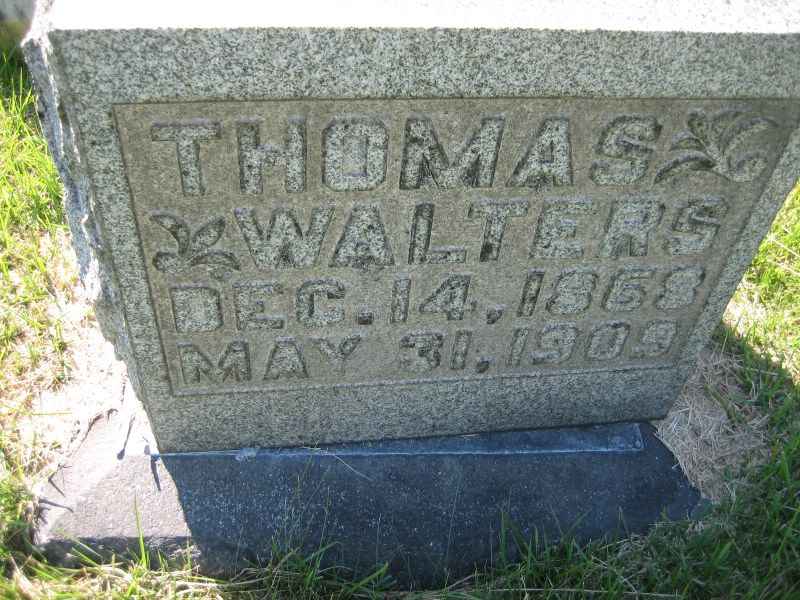 THOMAS
WALTERS
DEC. 14, 1868
MAY 31, 1909